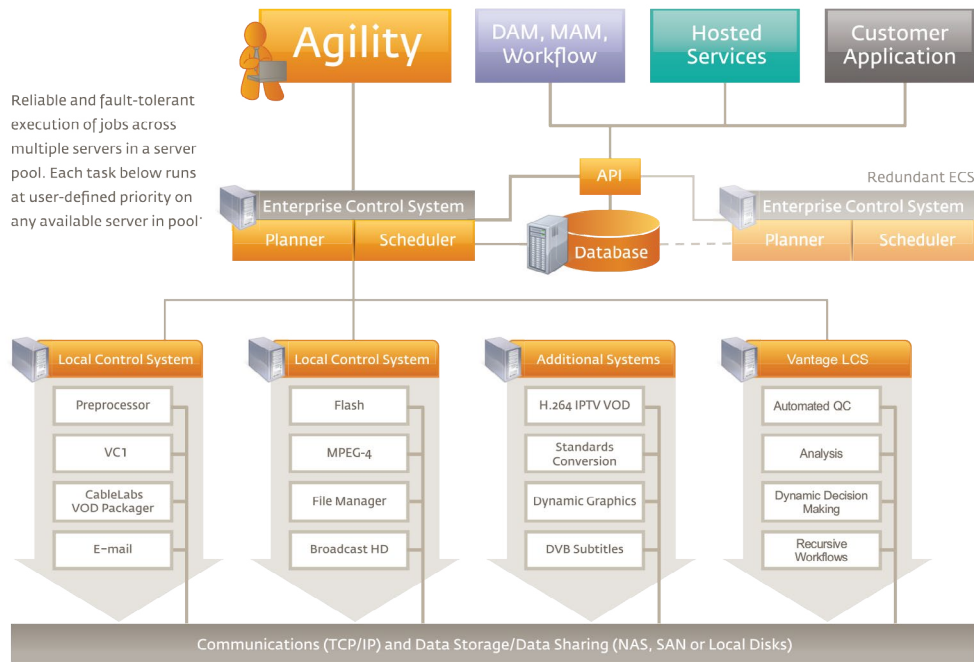 Agility
DAM, MAM,
Workflow
Hosted
Services
Customer
Application
Reliable and fault-tolerant
execution of jobs across
multiple servers in a server
pool. Each task below runs
at user-defined priority on
any available server in pool
API
Redundant ECS
Enterprise Control System
Planner
Scheduler
Database
Enterprise Control System
Planner
Scheduler
Local Control System
Preprocessor
VC1
CableLabs
VOD Packager
E-mail
Local Control System
Flash
MPEG-4
File Manager
Broadcast HD
Additional Systems
H.264 IPTV VOD
Standards
Conversion
Dynamic Graphics
DVB Subtitles
Vantage LCS
Automated QC
Analysis
Dynamic Decision
Making
Recursive
Workflows
Communications (TCP/IP) and Data Storage/Data Sharing (NAS, SAN or Local Disks)